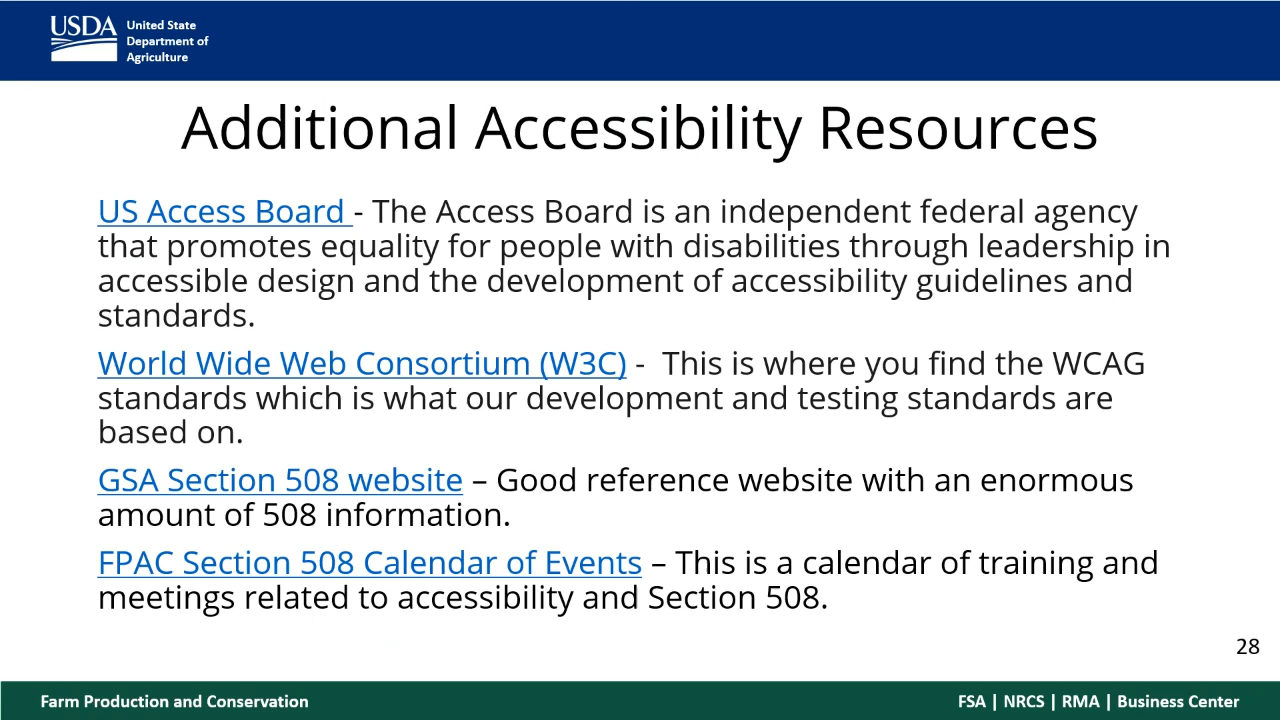 USDA
United State
Department of
Agriculture
Additional Accessibility Resources
US Access Board - The Access Board is an independent federal agency
that promotes equality for people with disabilities through leadership in
accessible design and the development of accessibility guidelines and
standards.
World Wide Web Consortium (W3C) -  This is where you find the WCAG
standards which is what our development and testing standards are
based on.
GSA Section 508 website – Good reference website with an enormous
amount of 508 information.
FPAC Section 508 Calendar of Events – This is a calendar of training and
meetings related to accessibility and Section 508.
28
Farm Production and Conservation
FSA | NRCS | RMA | Business Center